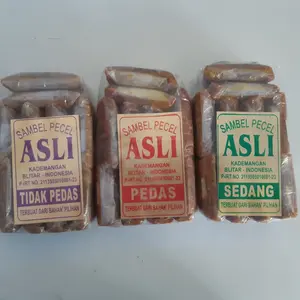 SAMBEL PECEL
ASLI
KADEMANGAN
BLITAR - INDONESIA
TIDAK PEDAS
TERBUAT DARI BAHAN PILIHAN
SAMBEL PECEL
ASLI
KADEMANGAN
BLITAR - INDONESIA
PEDAS
TERBUAT DARI BAHAN PILIHAN
SAMBEL PECEL
ASLI
KADEMANGAN
BLITAR - INDONESIA
SEDANG
TERBUAT DARI BAHAN PILIHAN